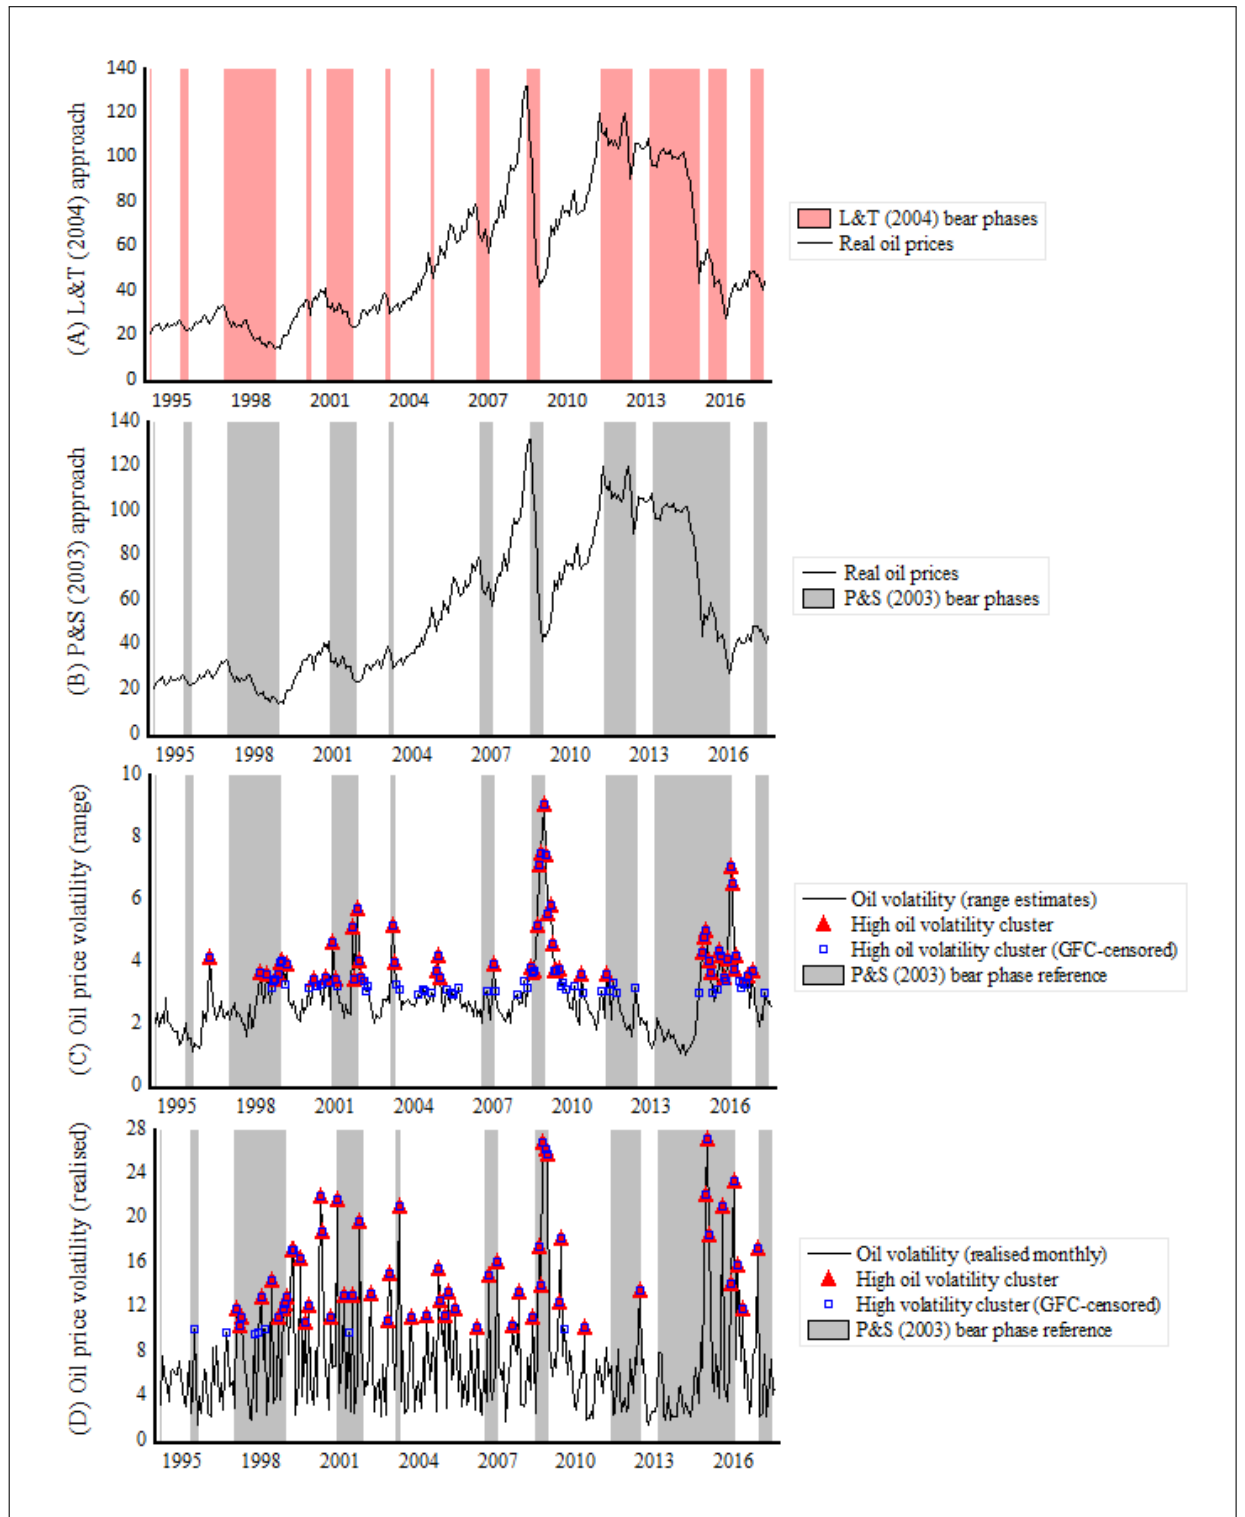 (A) L&T (2004) approach
140
120
100
80
60
40
20
0
1995 1998 2001 2004 2007 2010 2013 2016
L&T (2004) bear phases
Real oil prices
(B) P&S (2003) approach
140
120
100
80
60
40
20
0
1995 1998 2001 2004 2007 2010 2013 2016
Real oil prices
P&S (2003) bear phases
(C) Oil price volatility (range)
10
8
6
4
2
0
1995 1998 2001 2004 2007 2010 2013 2016
Oil volatility (range estimates)
High oil volatility cluster
High oil volatility cluster (GFC-censored)
P&S (2003) bear phase reference
(D) Oil price volatility (realised)
28
24
20
16
12
8
4
0
1995 1998 2001 2004 2007 2010 2013 2016
Oil volatility (realised monthly)
High oil volatility cluster
High volatility cluster (GFC-censored)
P&S (2003) bear phase reference